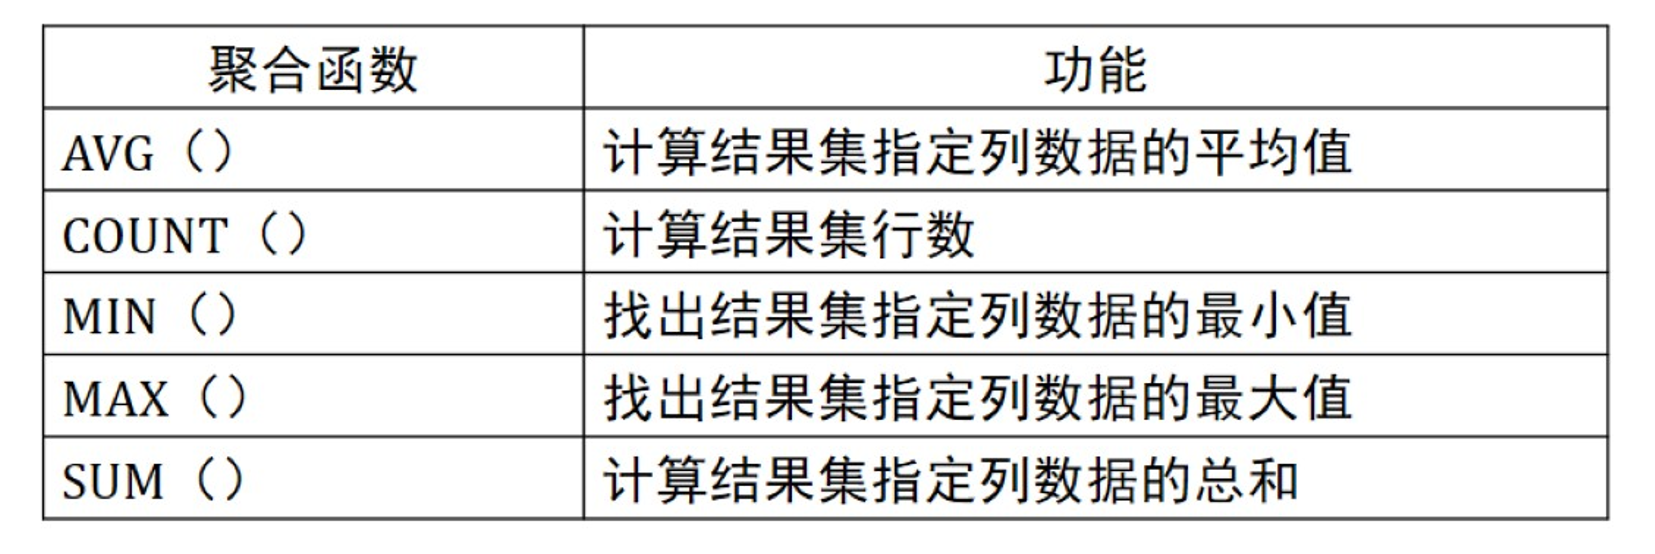 聚合函数 功能
AVG（） 计算结果集指定列数据的平均值
COUNT（） 计算结果集行数
MIN（） 找出结果集指定列数据的最小值
MAX（） 找出结果集指定列数据的最大值
SUM（） 计算结果集指定列数据的总和